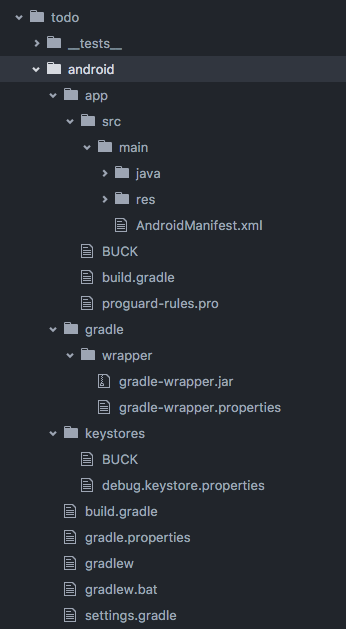 todo
__tests__
android
app
src
main
java
res
AndroidManifest.xml
BUCK
build.gradle
proguard-rules.pro
gradle
wrapper
gradle-wrapper.jar
gradle-wrapper.properties
keystores
BUCK
debug.keystore.properties
build.gradle
gradle.properties
gradlew
gradlew.bat
settings.gradle